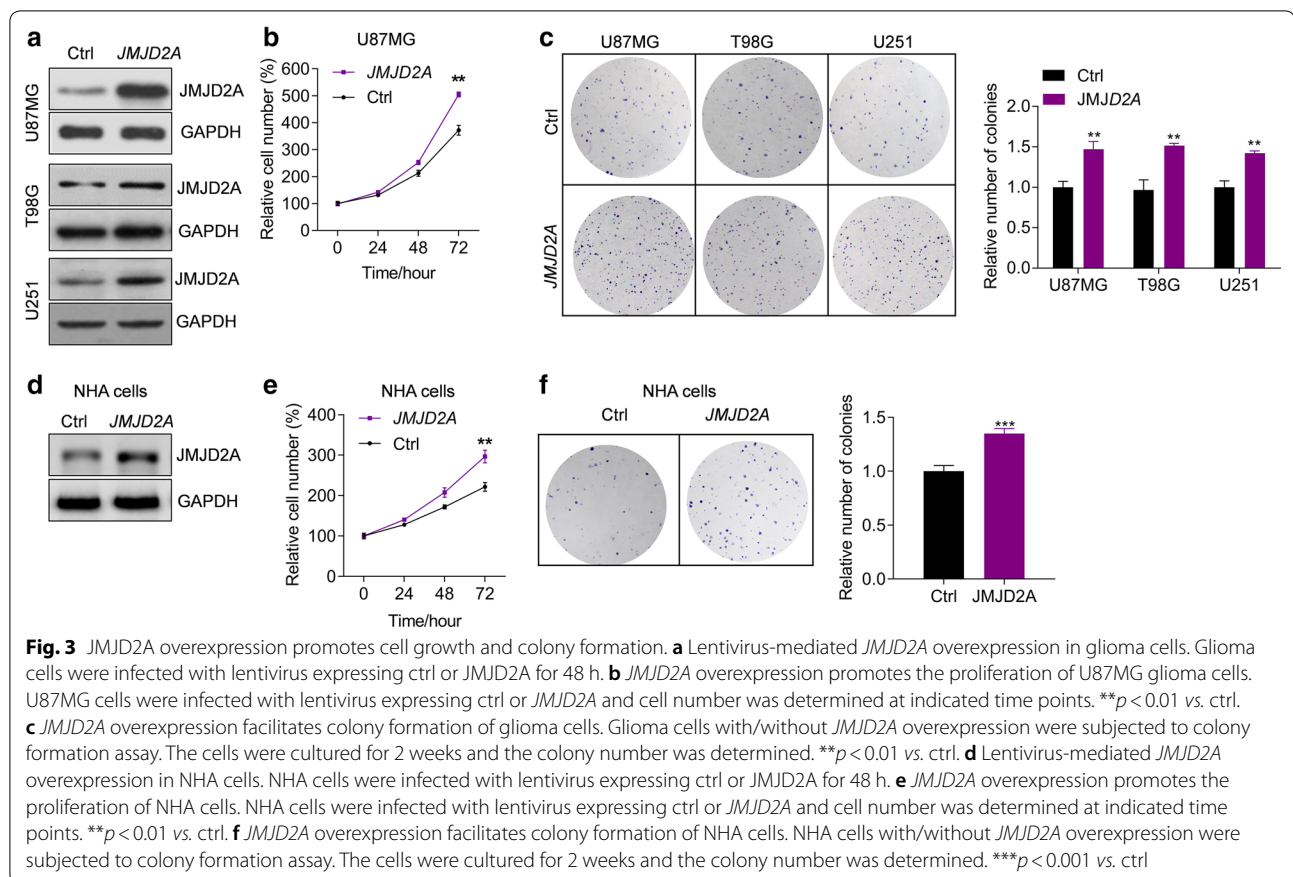 a
Ctrl JMJD2A
U87MG
JMJD2A
GAPDH
T98G
JMJD2A
GAPDH
U251
JMJD2A
GAPDH
b
U87MG
Relative cell number (%)
600
500
400
300
200
100
0
JMJD2A
Ctrl
**
0 24 48 72
Time/hour
c
U87MG T98G U251
Ctrl
JMJD2A
Ctrl
JMJD2A
Relative number of colonies
2.0
1.5
1.0
0.5
0.0
** ** **
U87MG T98G U251
d
NHA cells
Ctrl JMJD2A
JMJD2A
GAPDH
e
NHA cells
Relative cell number (%)
400
300
200
100
0
JMJD2A
Ctrl
**
0 24 48 72
Time/hour
f
NHA cells
Ctrl JMJD2A
Relative number of colonies
1.5
1.0
0.5
0.0
***
Ctrl JMJD2A
Fig. 3 JMJD2A overexpression promotes cell growth and colony formation. a Lentivirus-mediated JMJD2A overexpression in glioma cells. Glioma
cells were infected with lentivirus expressing ctrl or JMJD2A for 48 h. b JMJD2A overexpression promotes the proliferation of U87MG glioma cells.
U87MG cells were infected with lentivirus expressing ctrl or JMJD2A and cell number was determined at indicated time points. **p < 0.01 vs. ctrl.
c JMJD2A overexpression facilitates colony formation of glioma cells. Glioma cells with/without JMJD2A overexpression were subjected to colony
formation assay. The cells were cultured for 2 weeks and the colony number was determined. **p < 0.01 vs. ctrl. d Lentivirus-mediated JMJD2A
overexpression in NHA cells. NHA cells were infected with lentivirus expressing ctrl or JMJD2A for 48 h. e JMJD2A overexpression promotes the
proliferation of NHA cells. NHA cells were infected with lentivirus expressing ctrl or JMJD2A and cell number was determined at indicated time
points. **p < 0.01 vs. ctrl. f JMJD2A overexpression facilitates colony formation of NHA cells. NHA cells with/without JMJD2A overexpression were
subjected to colony formation assay. The cells were cultured for 2 weeks and the colony number was determined. ***p < 0.001 vs. ctrl